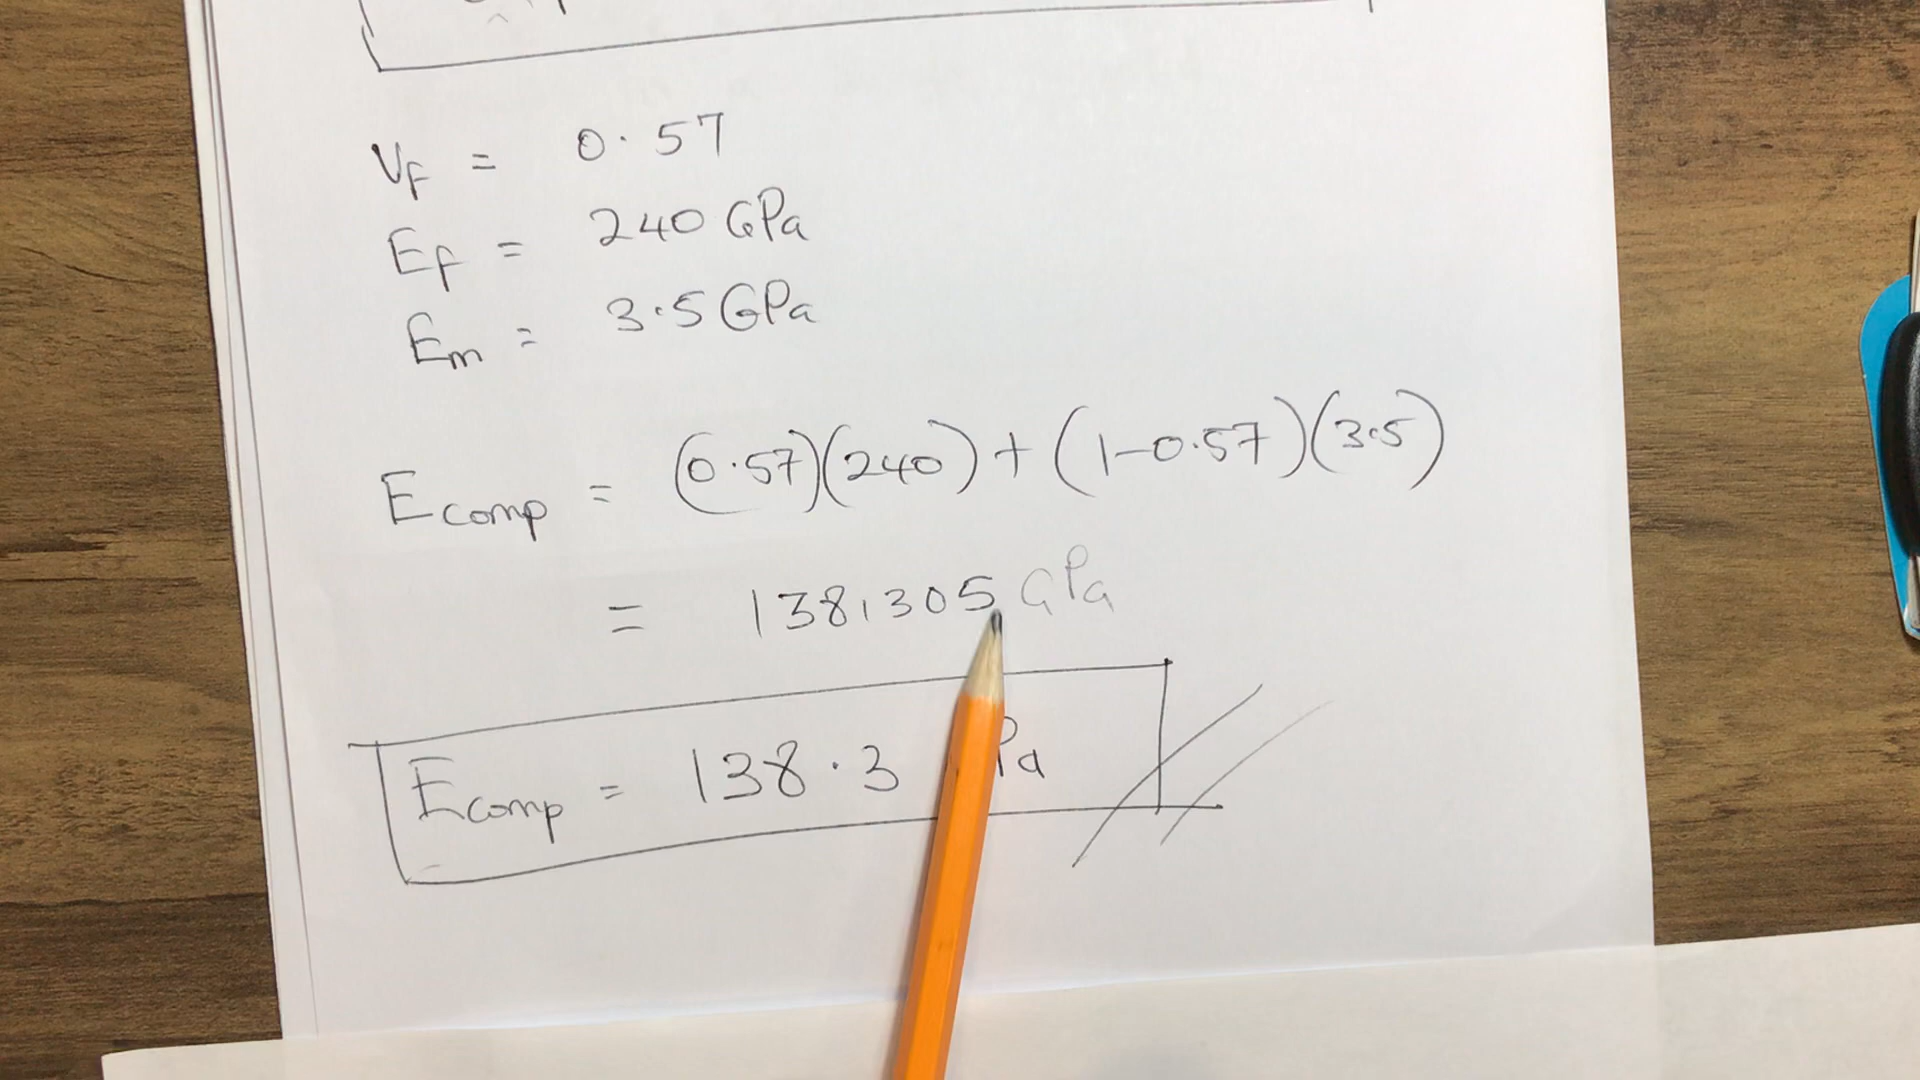 Vf = 0.57
Ef = 240 GPa
Em = 3.5 GPa
Ecomp = (0.57)(240) + (1-0.57)(3.5)
= 138.305 GPa
Ecomp = 138.3 Pa